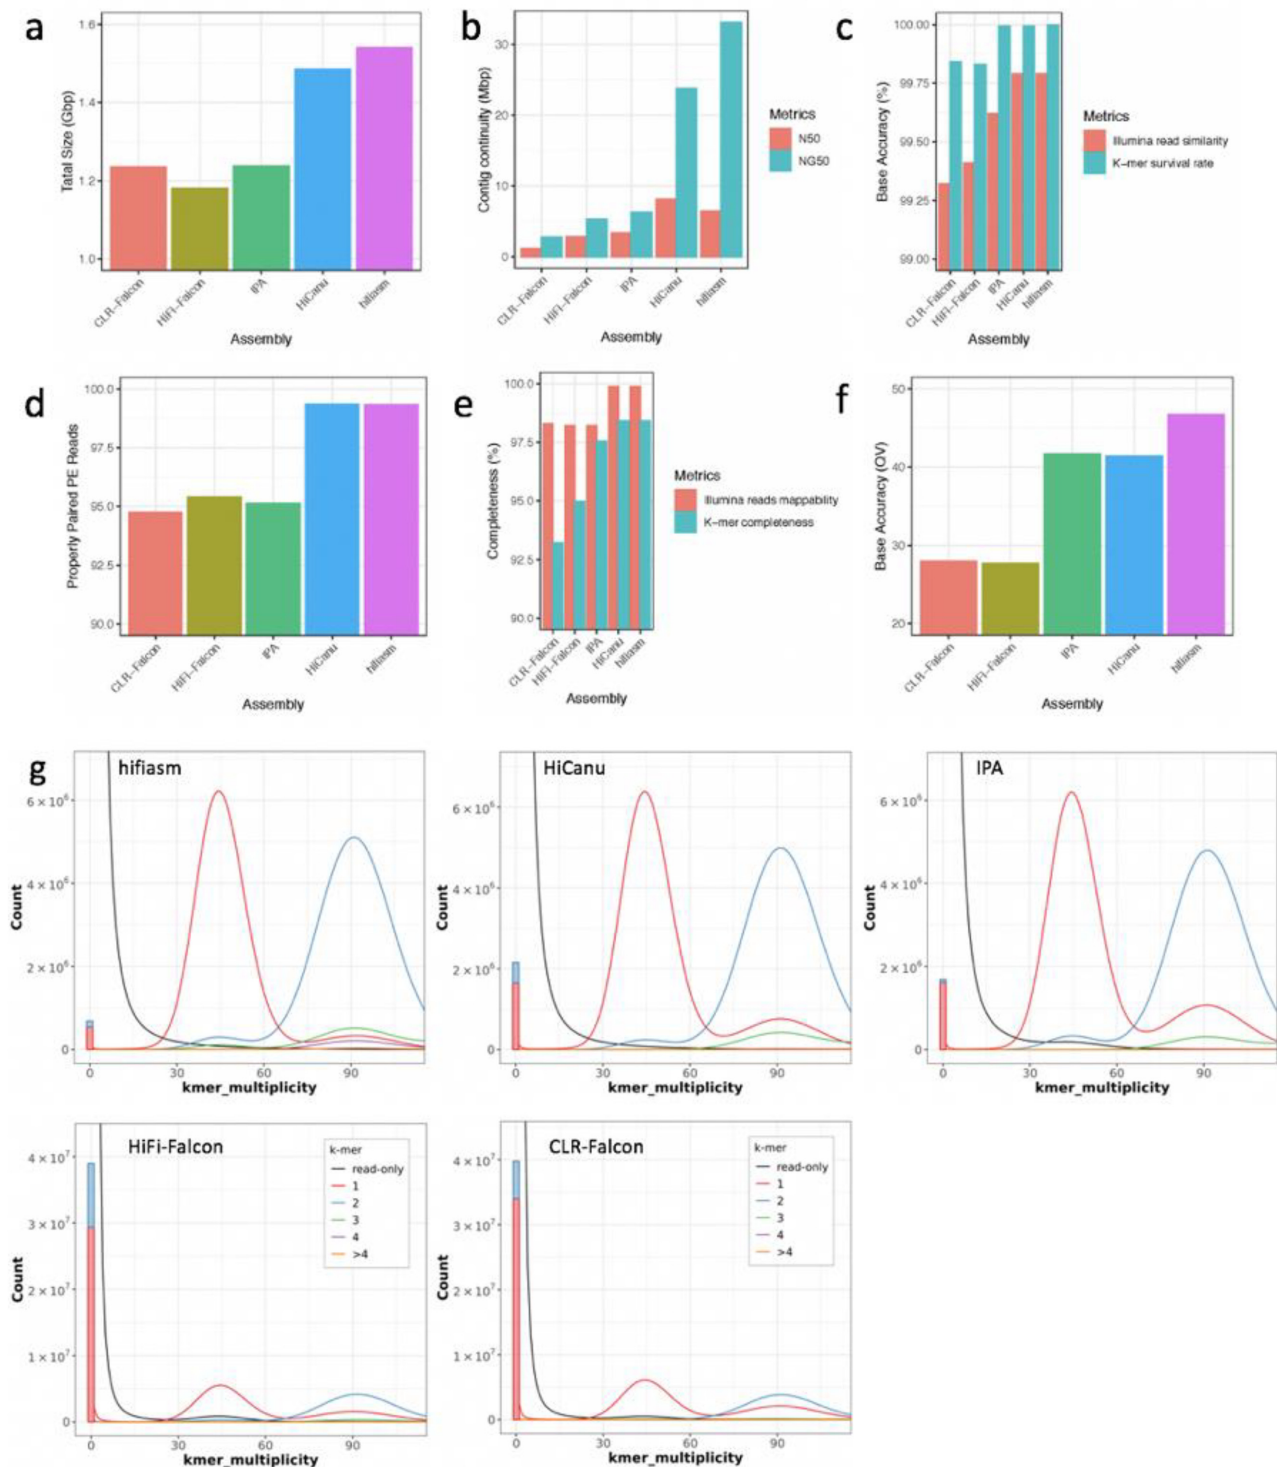 a
1.6
1.4
1.2
1.0
Tatal Size (Gbp)
CLR-Falcon
HiFi-Falcon
IPA
HiCanu
hifiasm
Assembly
b
30
20
10
0
Contig continuity (Mbp)
CLR-Falcon
HiFi-Falcon
IPA
HiCanu
hifiasm
Assembly
Metrics
N50
NG50
c
100.00
99.75
99.50
99.25
99.00
Base Accuracy (%)
CLR-Falcon
HiFi-Falcon
IPA
HiCanu
hifiasm
Assembly
Metrics
Illumina read similarity
K-mer survival rate
d
100.0
97.5
95.0
92.5
90.0
Properly Paired PE Reads
CLR-Falcon
HiFi-Falcon
IPA
HiCanu
hifiasm
Assembly
e
100.0
97.5
95.0
92.5
90.0
Completeness (%)
CLR-Falcon
HiFi-Falcon
IPA
HiCanu
hifiasm
Assembly
Metrics
Illumina reads mappability
K-mer completeness
f
50
40
30
20
Base Accuracy (QV)
CLR-Falcon
HiFi-Falcon
IPA
HiCanu
hifiasm
Assembly
g
hifiasm
6 × 10⁶
4 × 10⁶
2 × 10⁶
0
Count
0 30 60 90
kmer_multiplicity
HiCanu
6 × 10⁶
4 × 10⁶
2 × 10⁶
0
Count
0 30 60 90
kmer_multiplicity
IPA
6 × 10⁶
4 × 10⁶
2 × 10⁶
0
Count
0 30 60 90
kmer_multiplicity
HiFi-Falcon
4 × 10⁷
3 × 10⁷
2 × 10⁷
1 × 10⁷
0
Count
k-mer
read-only
1
2
3
4
>4
0 30 60 90
kmer_multiplicity
CLR-Falcon
4 × 10⁷
3 × 10⁷
2 × 10⁷
1 × 10⁷
0
Count
k-mer
read-only
1
2
3
4
>4
0 30 60 90
kmer_multiplicity